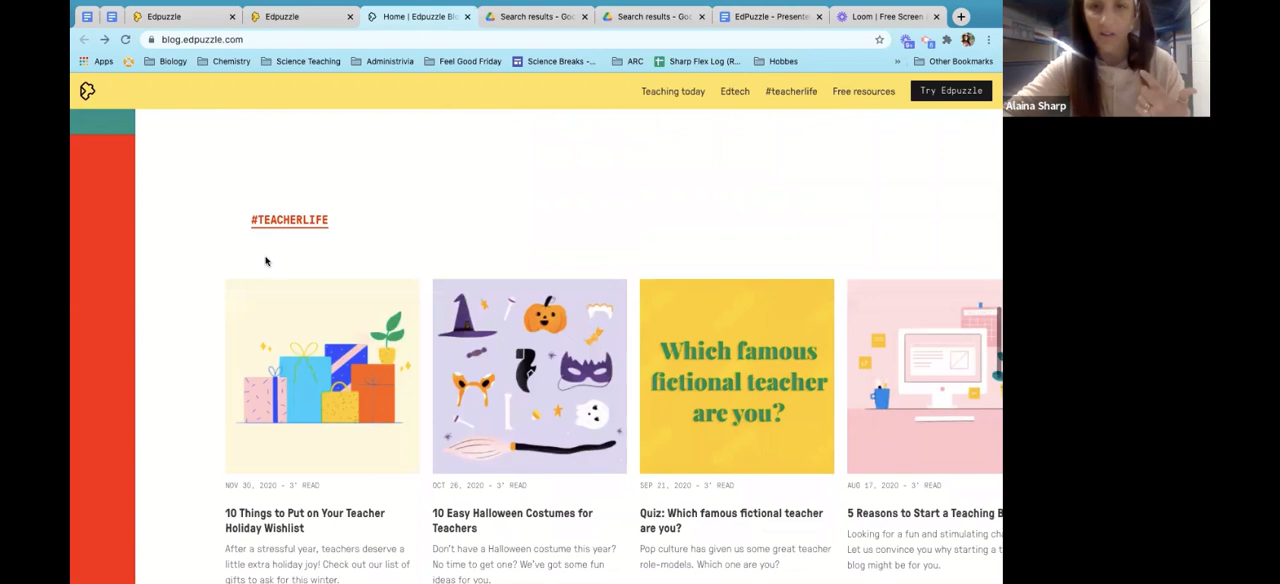 Edpuzzle
Edpuzzle
Home | Edpuzzle Blo
Search results - Goo
Search results - Goo
EdPuzzle - Presente
Loom | Free Screen &
blog.edpuzzle.com
Apps
Biology
Chemistry
Science Teaching
Administrivia
Feel Good Friday
Science Breaks -...
ARC
Sharp Flex Log (R...
Hobbes
»
Other Bookmarks
Teaching today
Edtech
#teacherlife
Free resources
Try Edpuzzle
Alaina Sharp
#TEACHERLIFE
Which famous
fictional teacher
are you?
NOV 30, 2020 - 3' READ
10 Things to Put on Your Teacher
Holiday Wishlist
After a stressful year, teachers deserve a
little extra holiday joy! Check out our list of
gifts to ask for this winter.
OCT 26, 2020 - 3' READ
10 Easy Halloween Costumes for
Teachers
Don't have a Halloween costume this year?
No time to get one? We've got some fun
ideas for you.
SEP 21, 2020 - 3' READ
Quiz: Which famous fictional teacher
are you?
Pop culture has given us some great teacher
role-models. Which one are you?
AUG 17, 2020 - 3' READ
5 Reasons to Start a Teaching B
Looking for a fun and stimulating ch
Let us convince you why starting a t
blog might be for you.